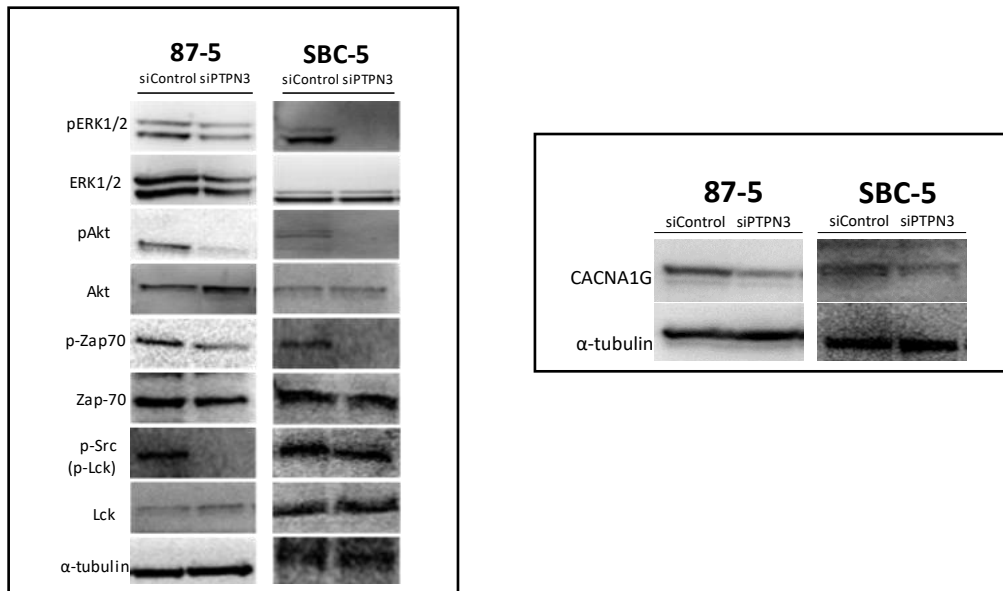 87-5 SBC-5
siControl siPTPN3 siControl siPTPN3
pERK1/2
ERK1/2
pAkt
Akt
p-Zap70
Zap-70
p-Src
(p-Lck)
Lck
α-tubulin
87-5 SBC-5
siControl siPTPN3 siControl siPTPN3
CACNA1G
α-tubulin